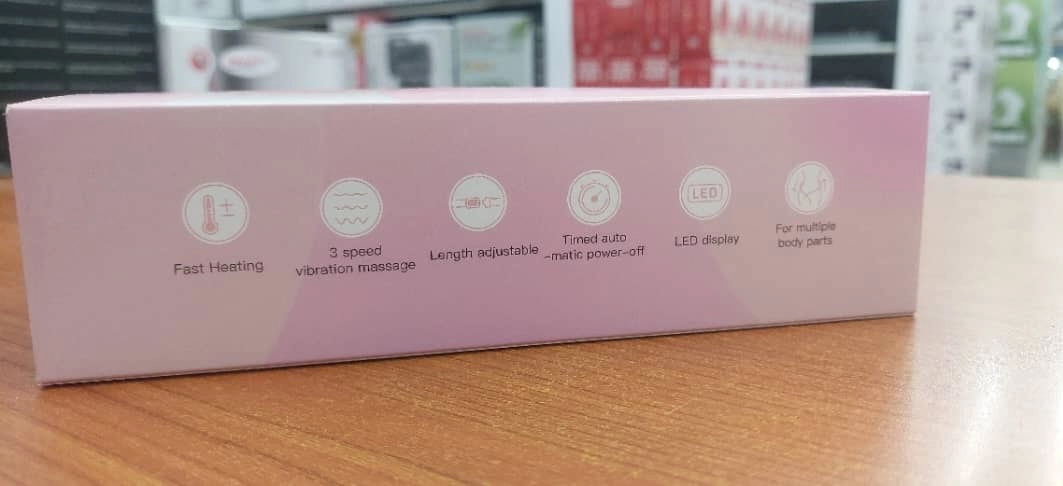 LED
Fast Heating
3 speed
vibration massage
Length adjustable
Timed auto
-matic power-off
LED display
For multiple
body parts